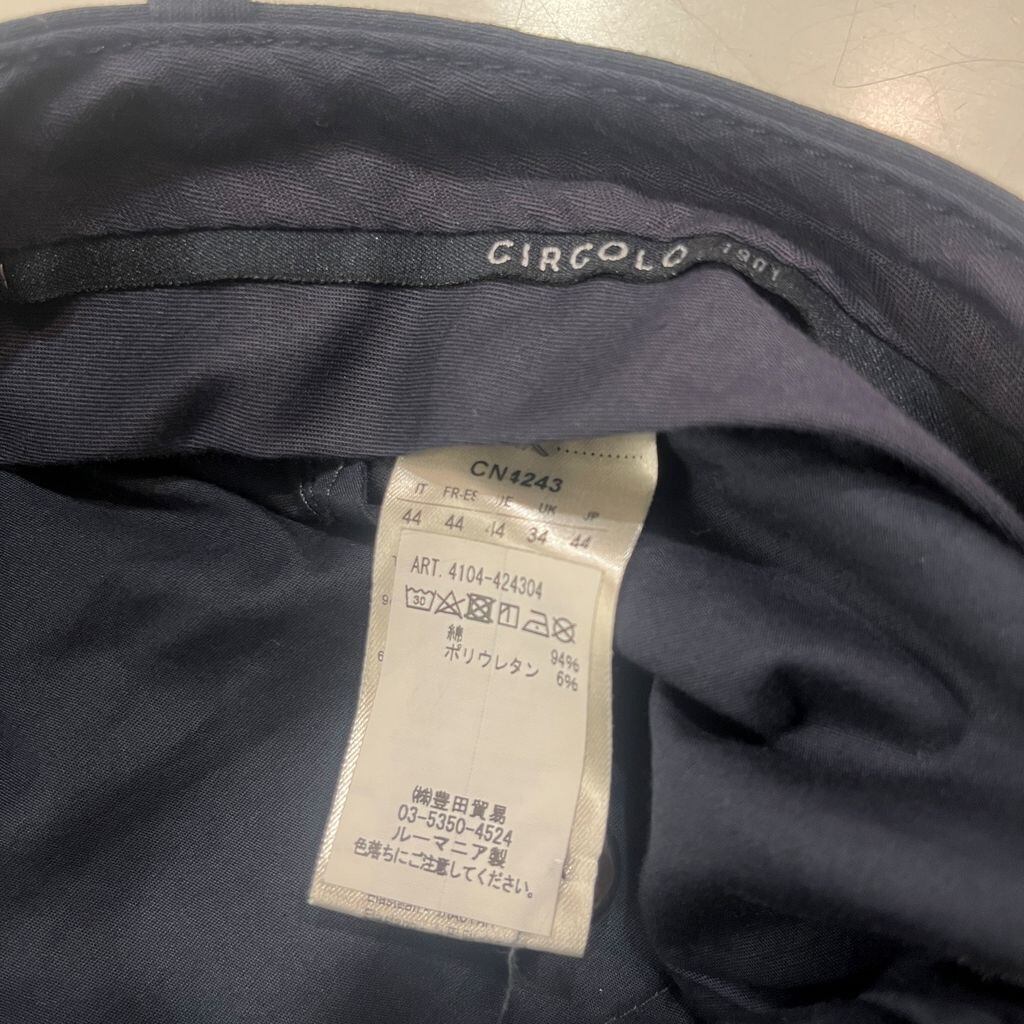 CIRCOLO 1901
CN4243
IT FR-ES UK JP
44 44 44 34 44
ART. 4104-424304
30
綿 94%
ポリウレタン 6%
㈱豊田貿易
03-5350-4524
ルーマニア製
色落ちにご注意してください。